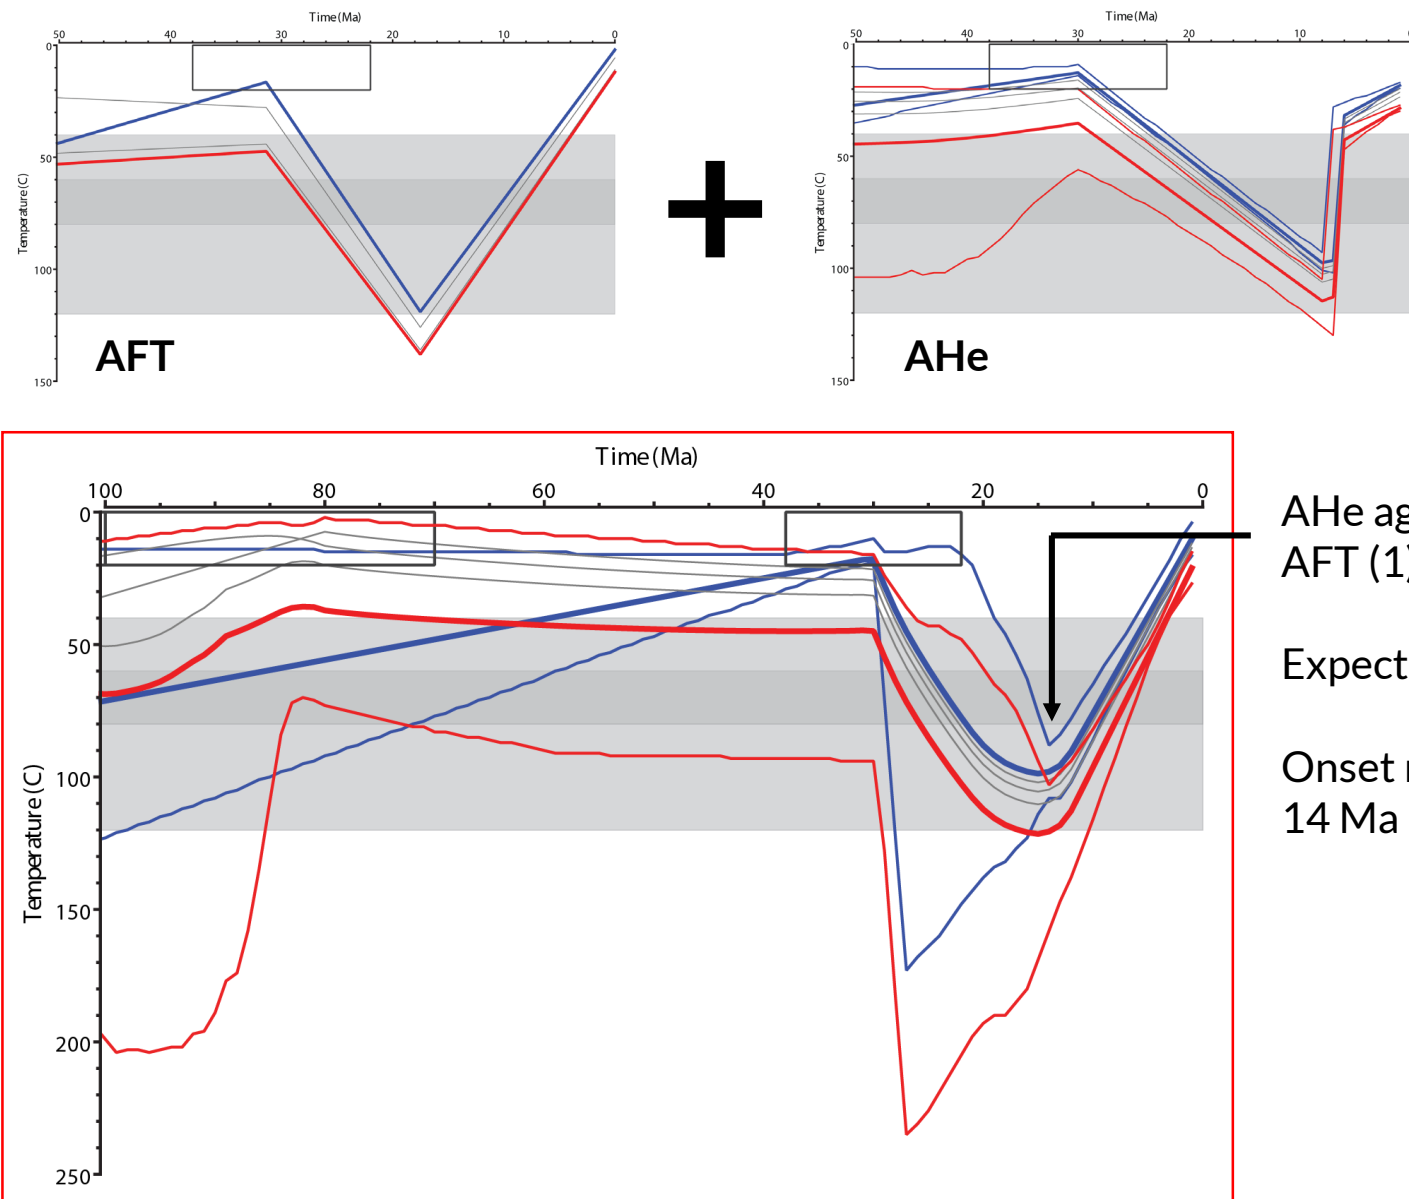 Time (Ma)
50 40 30 20 10 0
0
50
100
150
Temperature (C)
AFT
+
Time (Ma)
50 40 30 20 10
0
50
100
150
Temperature (C)
AHe
Time (Ma)
100 80 60 40 20 0
0
50
100
150
200
250
Temperature (C)
AHe ag
AFT (1)
Expect
Onset
14 Ma